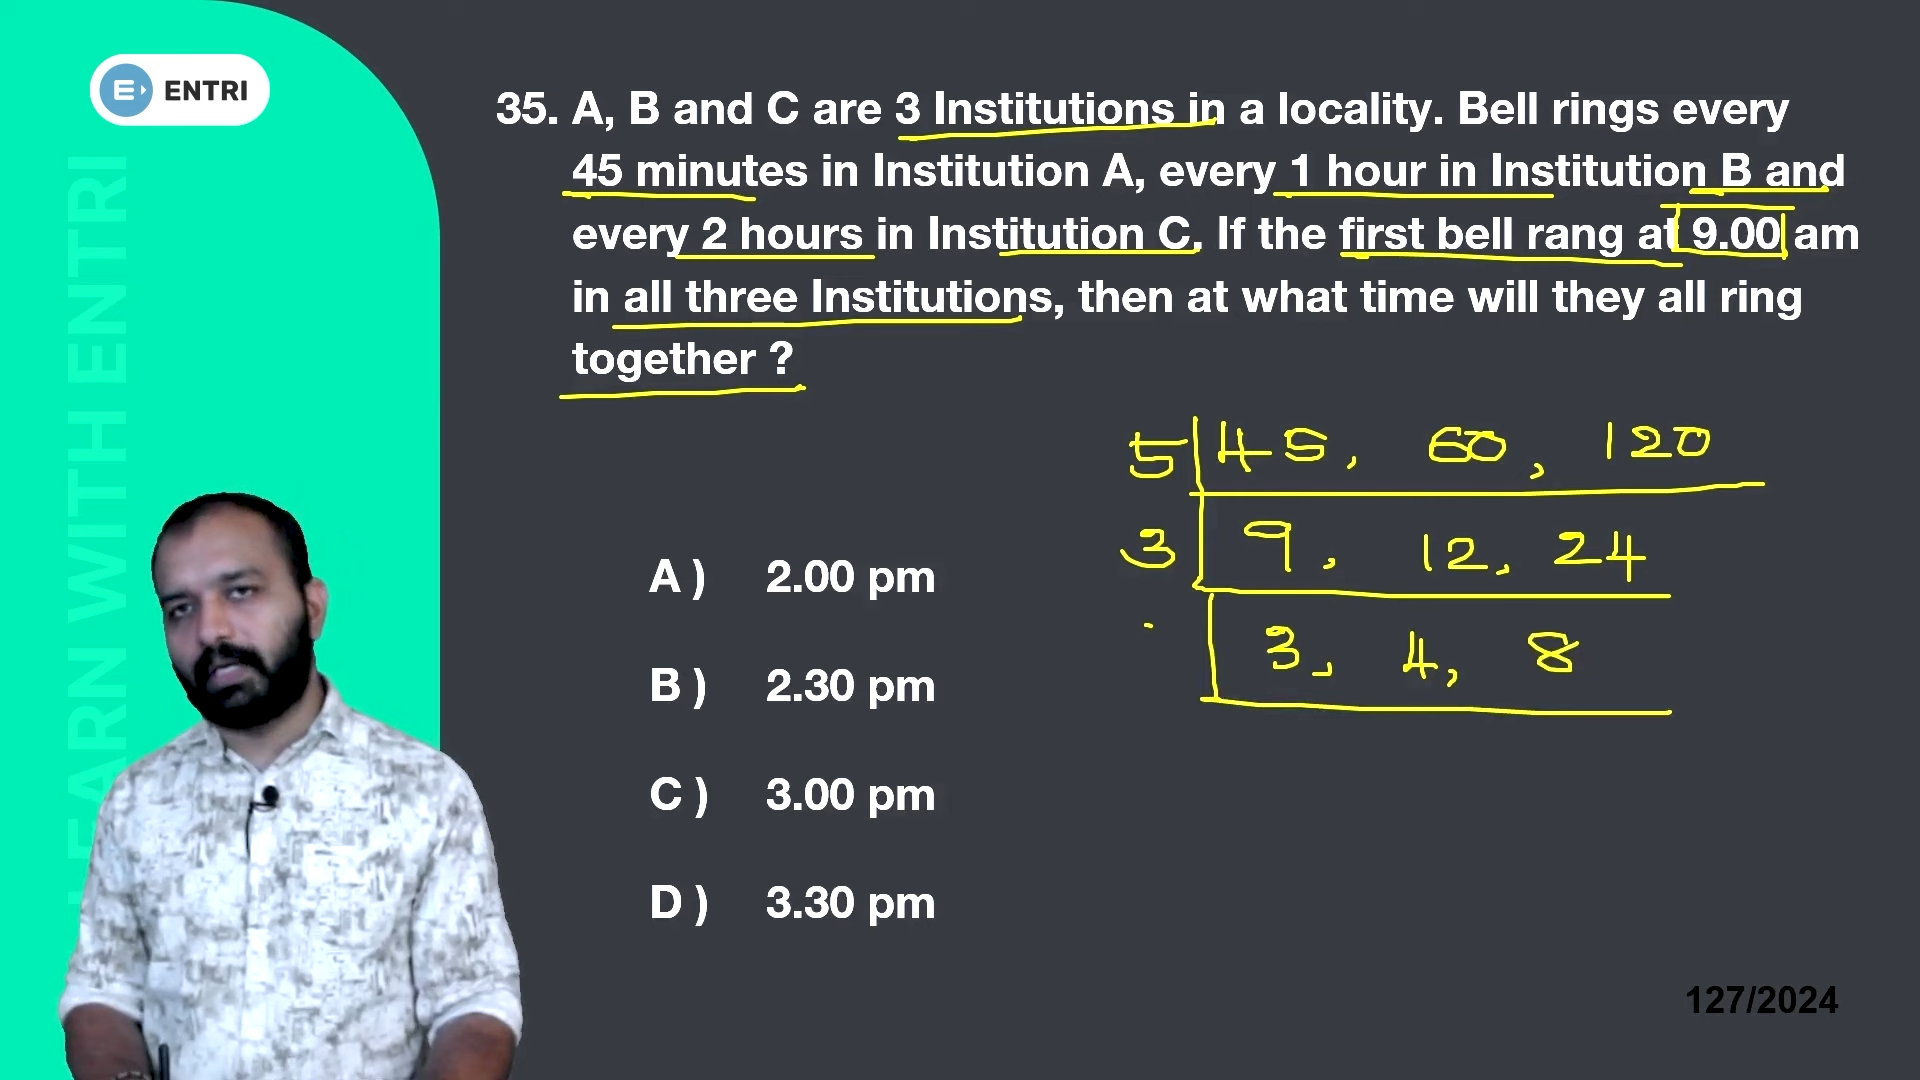 ENTRI
LEARN WITH ENTRI
35. A, B and C are 3 Institutions in a locality. Bell rings every
45 minutes in Institution A, every 1 hour in Institution B and
every 2 hours in Institution C. If the first bell rang at 9.00 am
in all three Institutions, then at what time will they all ring
together ?
5 45, 60, 120
3 9, 12, 24
3, 4, 8
A) 2.00 pm
B) 2.30 pm
C) 3.00 pm
D) 3.30 pm
127/2024